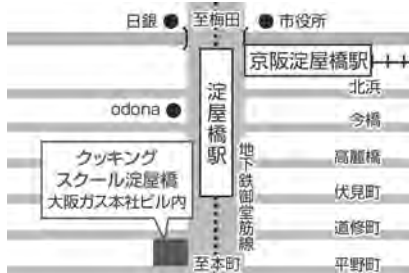 日銀
至梅田
市役所
京阪淀屋橋駅
北浜
淀屋橋駅
odona
今橋
クッキング
スクール淀屋橋
大阪ガス本社ビル内
地下鉄御堂筋線
高麗橋
伏見町
道修町
至本町
平野町